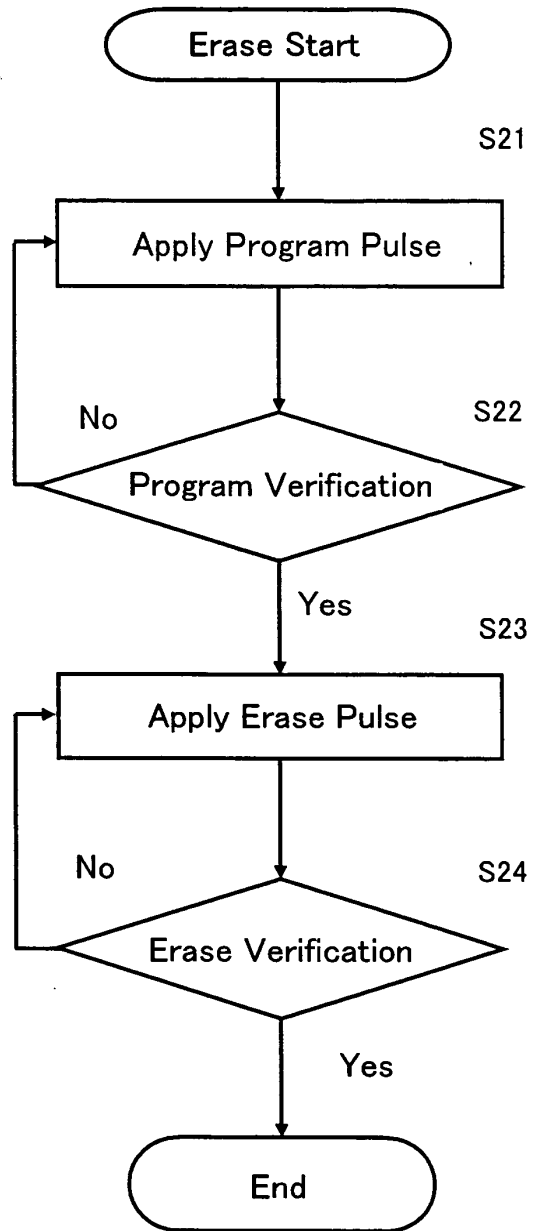 Erase Start
S21
Apply Program Pulse
No
S22
Program Verification
Yes
S23
Apply Erase Pulse
No
S24
Erase Verification
Yes
End